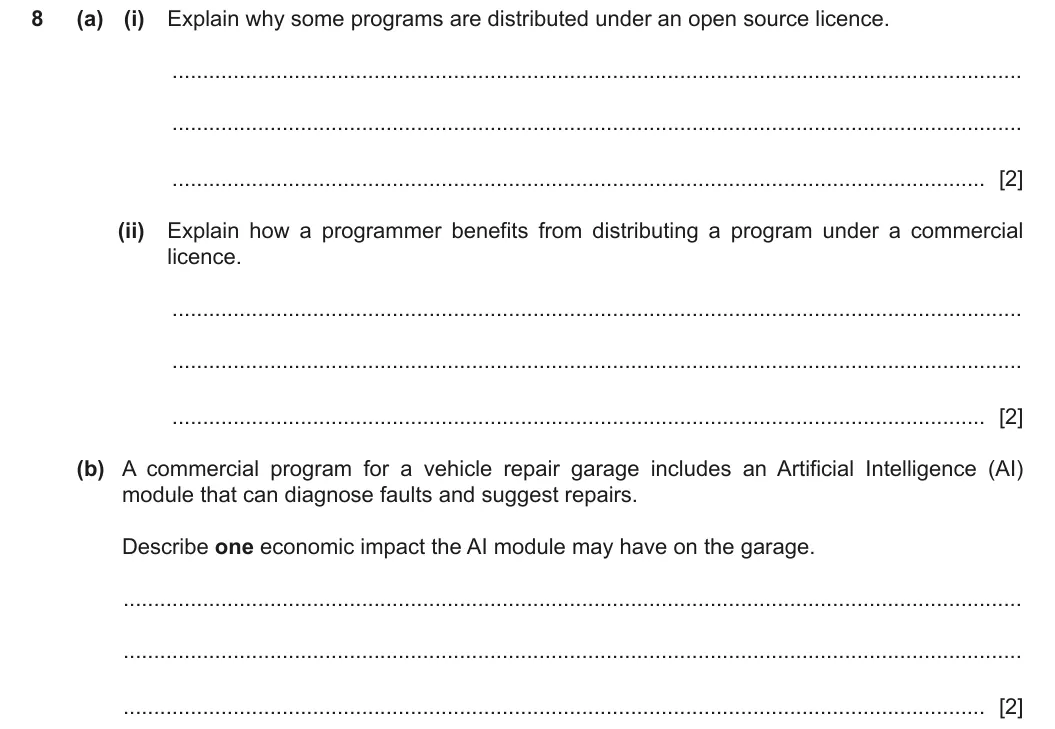 8 (a) (i) Explain why some programs are distributed under an open source licence.
..........................................................................................................................................
..........................................................................................................................................
.................................................................................................................................... [2]
(ii) Explain how a programmer benefits from distributing a program under a commercial
licence.
..........................................................................................................................................
..........................................................................................................................................
.................................................................................................................................... [2]
(b) A commercial program for a vehicle repair garage includes an Artificial Intelligence (AI)
module that can diagnose faults and suggest repairs.
Describe one economic impact the AI module may have on the garage.
..................................................................................................................................................
..................................................................................................................................................
............................................................................................................................................ [2]